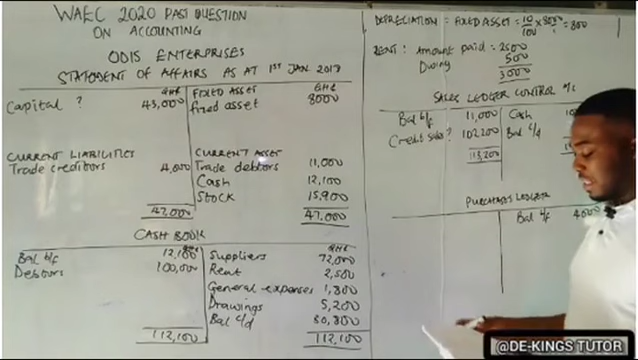 WAEC 2020 PAST QUESTION
ON ACCOUNTING
ODIS ENTERPRISES
STATEMENT OF AFFAIRS AS AT 1ST JAN 2013
GH¢ FIXED ASSET GH¢
Capital ? 43,000 Fixed asset 8000
CURRENT LIABILITIES CURRENT ASSET
Trade creditors 4,000 Trade debtors 11,000
Cash 12,100
Stock 15,900
47,000 47,000
CASH BOOK
Bal b/f 12,100 Suppliers 72,000
Debtors 100,000 Rent 2,500
General expenses 1,800
Drawings 5,200
Bal c/d 30,800
112,100 112,100
DEPRECIATION = FIXED ASSET = 10/100 x 8000 = 800
RENT: Amount paid = 2500
Owing 500
3000
SALES LEDGER CONTROL A/C
Bal b/f 11,000 Cash
Credit Sales? 102,200 Bal c/d
113,200
PURCHASES LEDGER
Bal b/f 4000
@DE-KINGS TUTOR